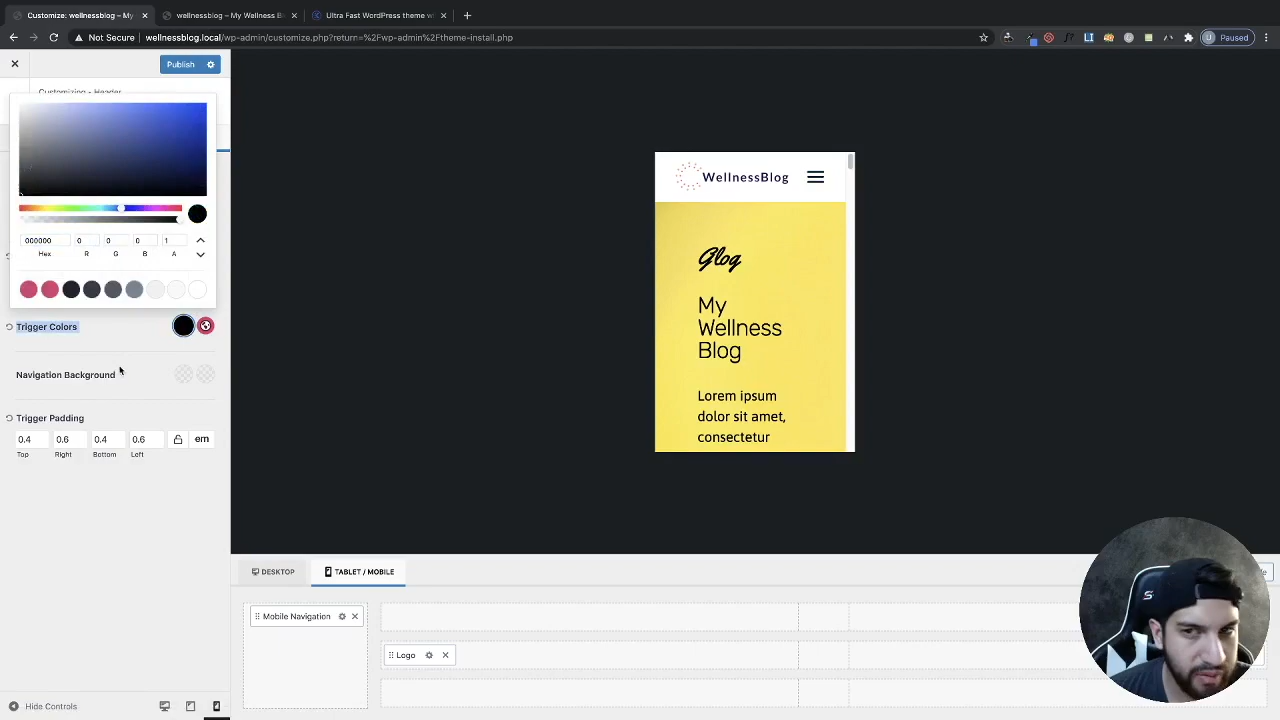 Customize: wellnessblog – My
wellnessblog – My Wellness Bl
Ultra Fast WordPress theme w
Not Secure wellnessblog.local/wp-admin/customize.php?return=%2Fwp-admin%2Ftheme-install.php
Paused
Publish
Customizing • Header
000000 0 0 0 1
Hex R G B A
Trigger Colors
Navigation Background
Trigger Padding
0.4 0.6 0.4 0.6 em
Top Right Bottom Left
WellnessBlog
Glog
My
Wellness
Blog
Lorem ipsum
dolor sit amet,
consectetur
DESKTOP
TABLET / MOBILE
Mobile Navigation
Logo
Hide Controls